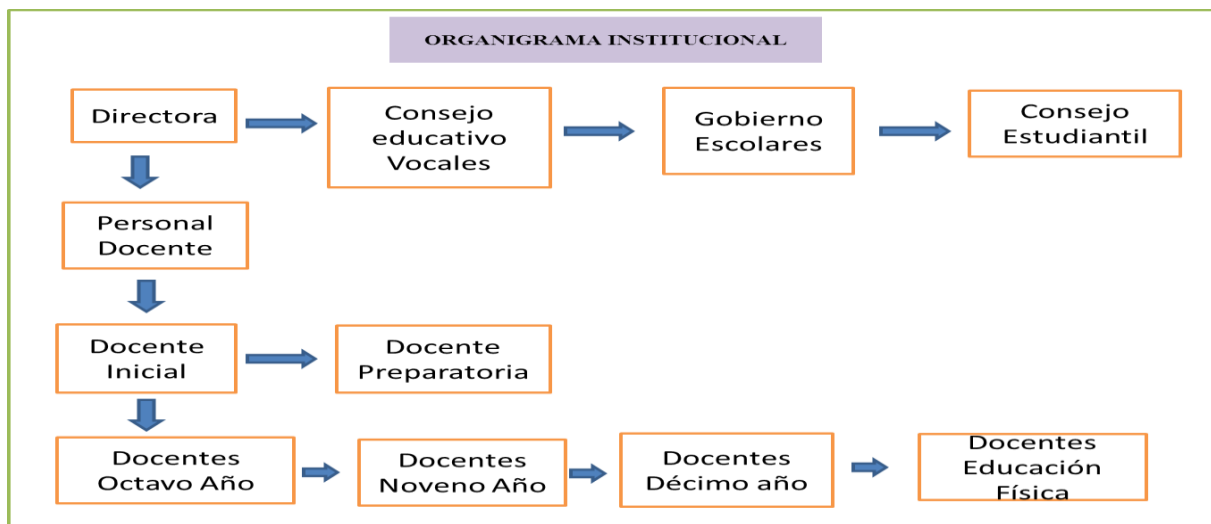 ORGANIGRAMA INSTITUCIONAL
Directora
Consejo
educativo
Vocales
Gobierno
Escolares
Consejo
Estudiantil
Personal
Docente
Docente
Inicial
Docente
Preparatoria
Docentes
Octavo Año
Docentes
Noveno Año
Docentes
Décimo año
Docentes
Educación
Física